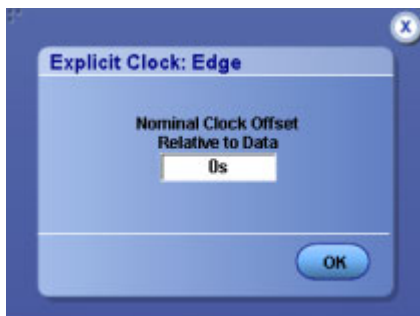 X
Explicit Clock: Edge
Nominal Clock Offset
Relative to Data
0s
OK